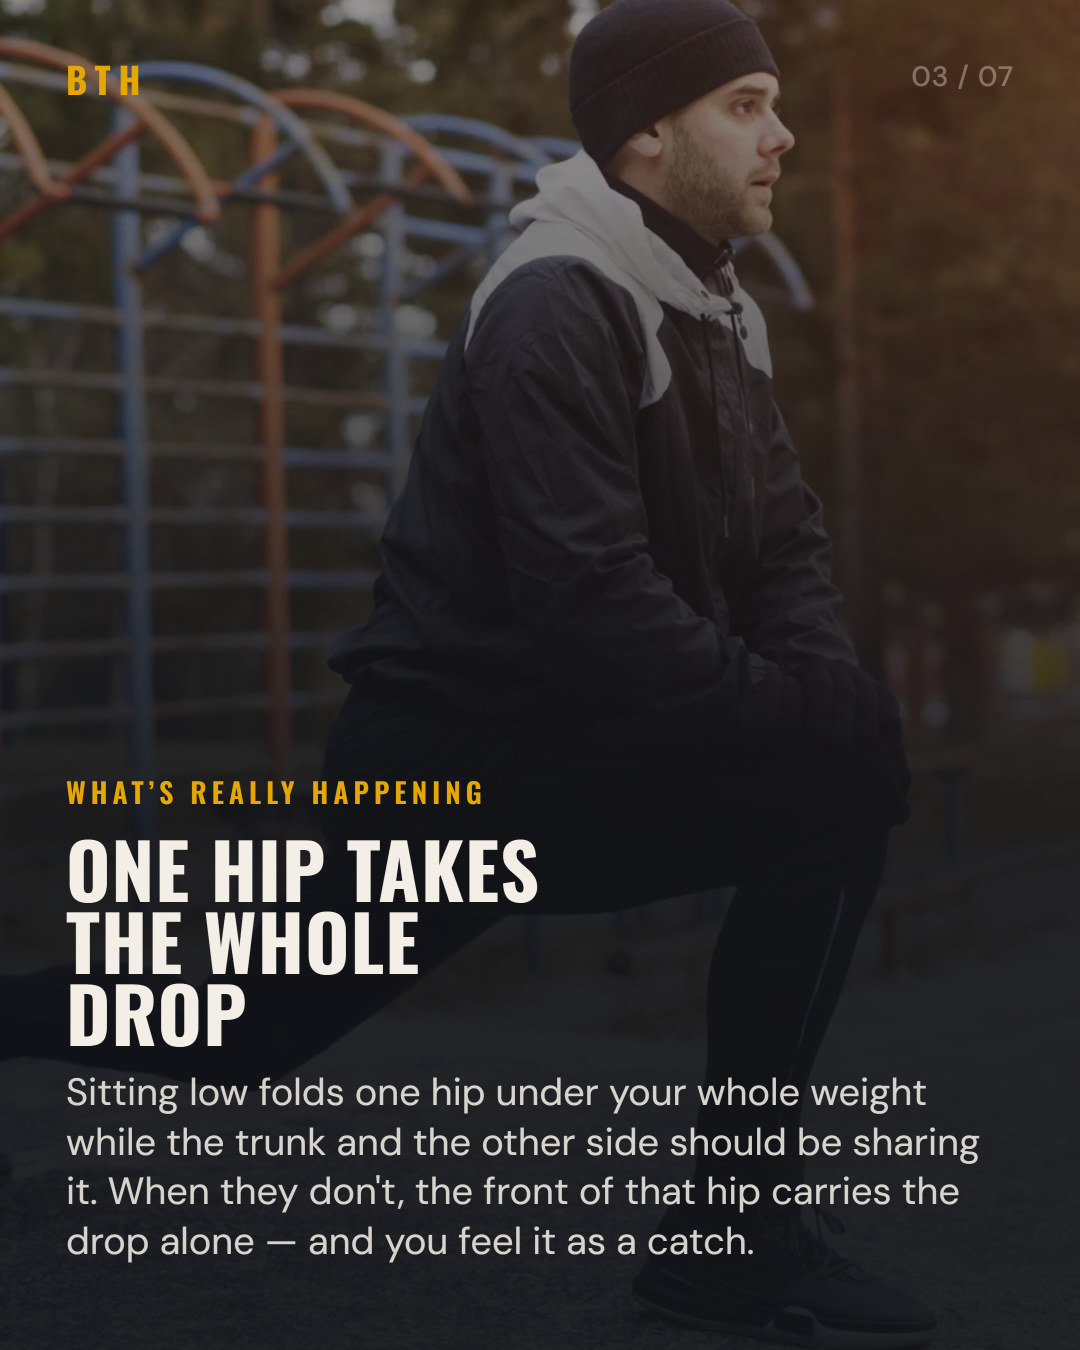 BTH
03 / 07
WHAT’S REALLY HAPPENING
ONE HIP TAKES
THE WHOLE
DROP
Sitting low folds one hip under your whole weight
while the trunk and the other side should be sharing
it. When they don't, the front of that hip carries the
drop alone — and you feel it as a catch.